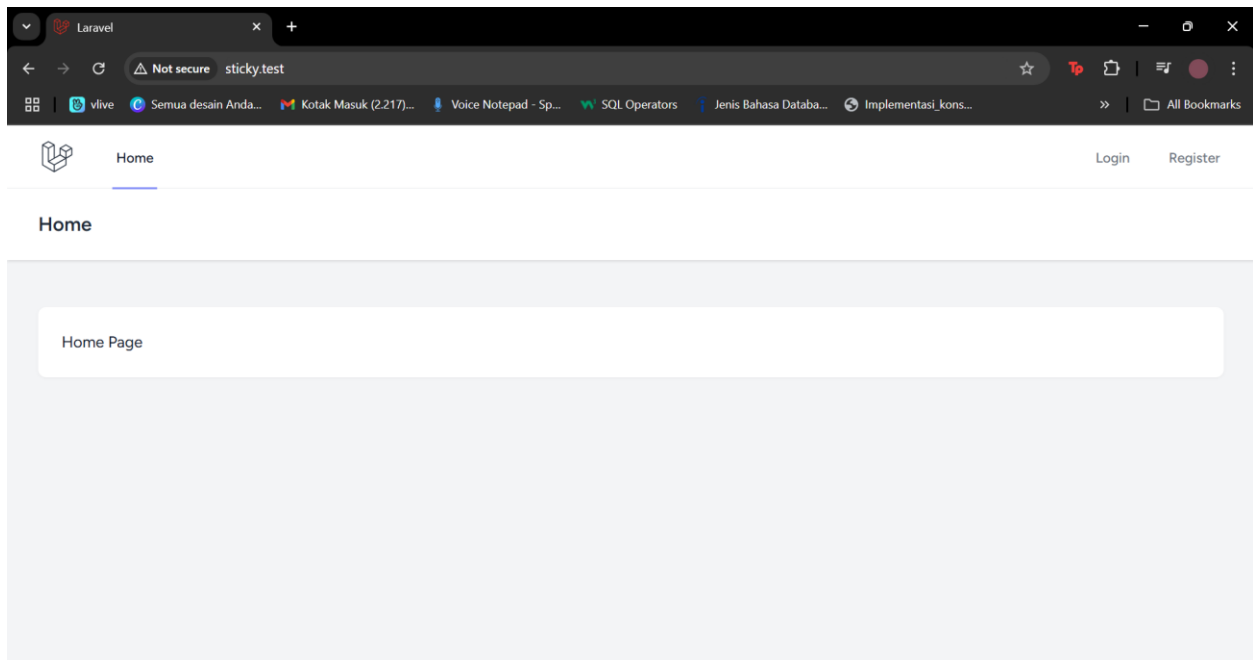 Laravel
Not secure sticky.test
Tp
vlive Semua desain Anda... Kotak Masuk (2.217)... Voice Notepad - Sp... SQL Operators Jenis Bahasa Databa... Implementasi_kons... » All Bookmarks
Home Login Register
Home
Home Page